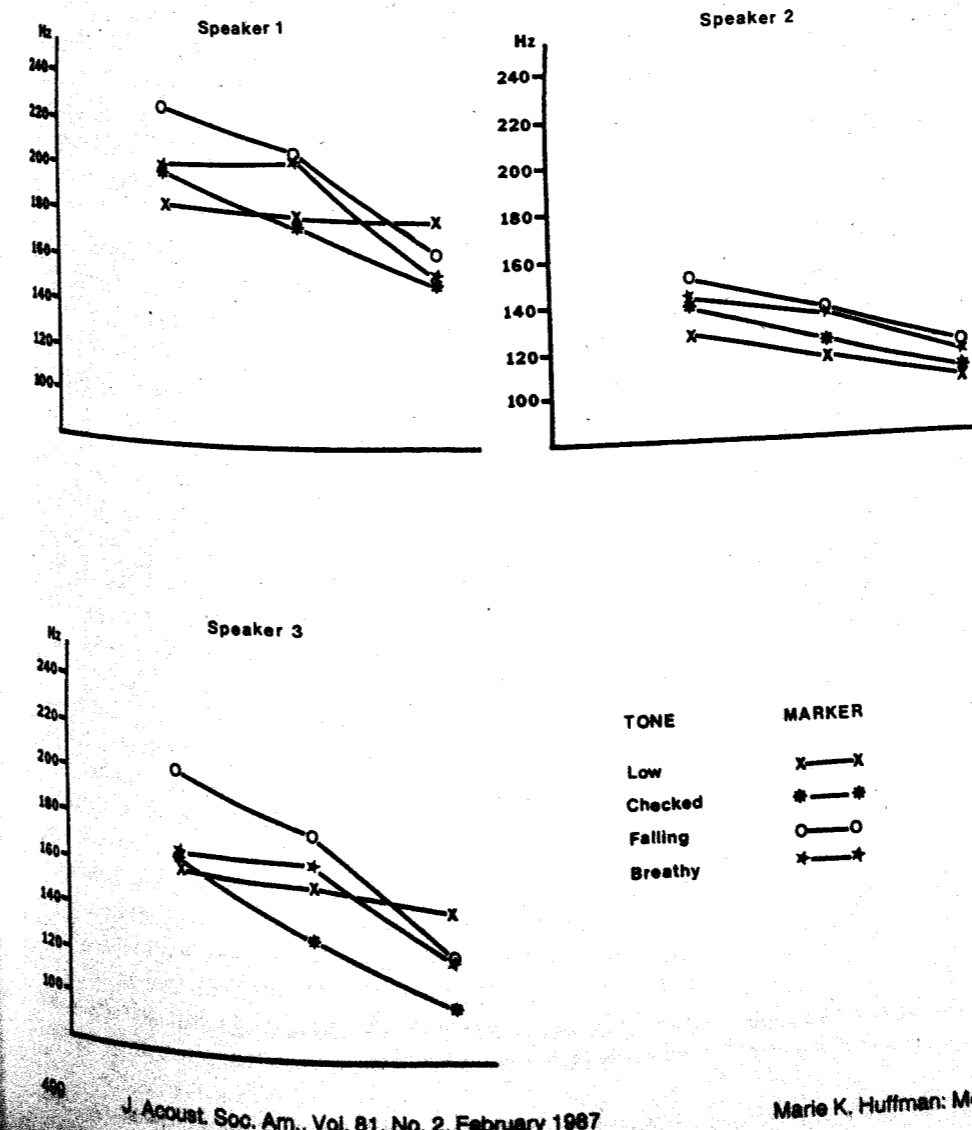 Speaker 1
Hz
240
220
200
180
160
140
120
100
Speaker 2
Hz
240
220
200
180
160
140
120
100
Speaker 3
Hz
240
220
200
180
160
140
120
100
TONE MARKER
Low x x
Checked * *
Falling o o
Breathy ★ ★
J. Acoust. Soc. Am., Vol. 81, No. 2, February 1987
Marie K. Huffman: